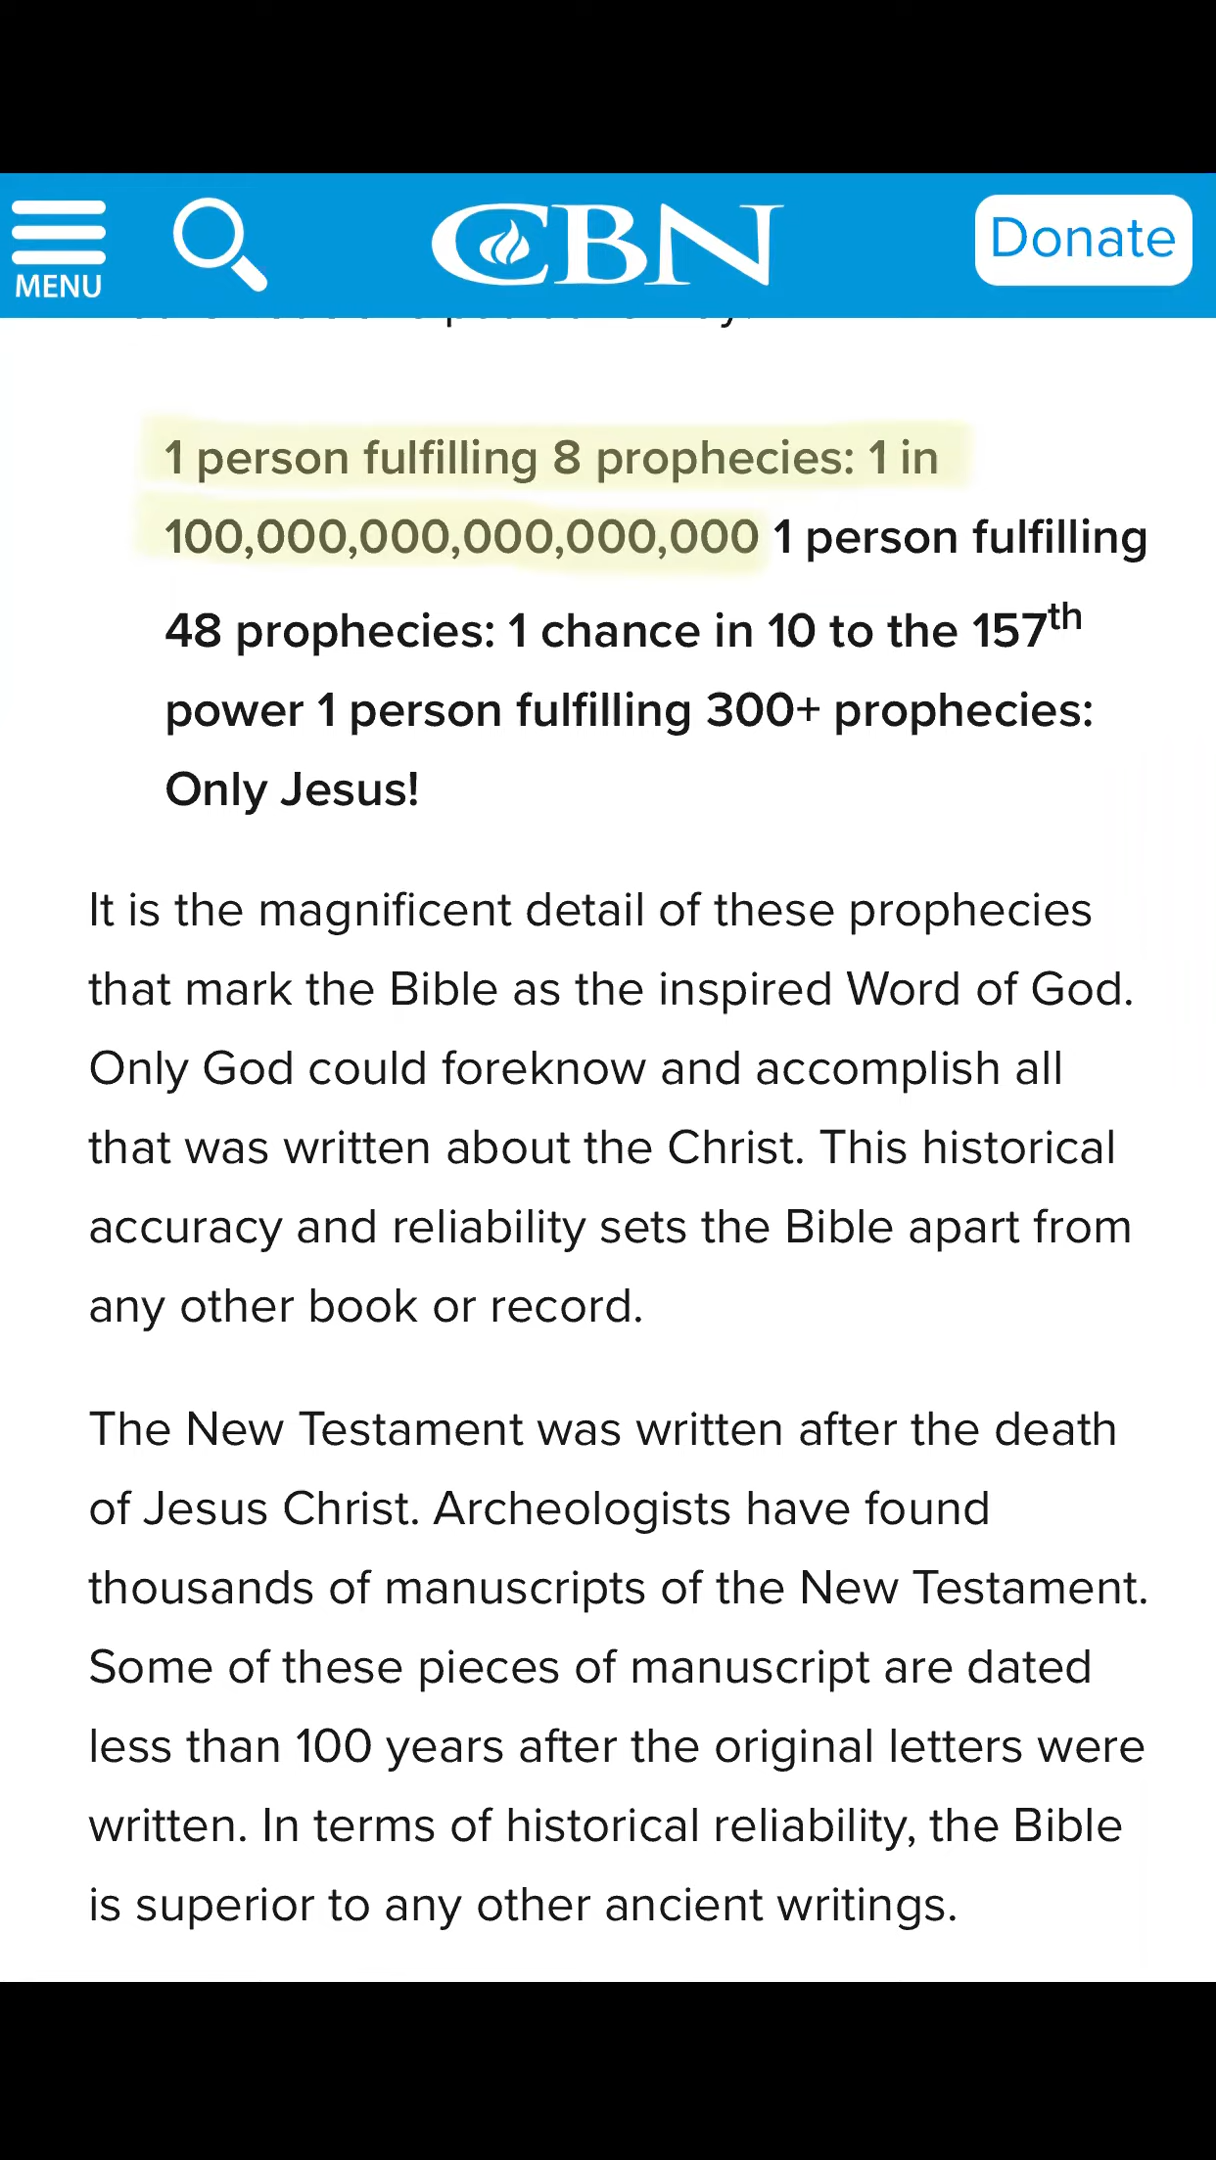 MENU
CBN
Donate
1 person fulfilling 8 prophecies: 1 in
100,000,000,000,000,000 1 person fulfilling
48 prophecies: 1 chance in 10 to the 157th
power 1 person fulfilling 300+ prophecies:
Only Jesus!
It is the magnificent detail of these prophecies
that mark the Bible as the inspired Word of God.
Only God could foreknow and accomplish all
that was written about the Christ. This historical
accuracy and reliability sets the Bible apart from
any other book or record.
The New Testament was written after the death
of Jesus Christ. Archeologists have found
thousands of manuscripts of the New Testament.
Some of these pieces of manuscript are dated
less than 100 years after the original letters were
written. In terms of historical reliability, the Bible
is superior to any other ancient writings.